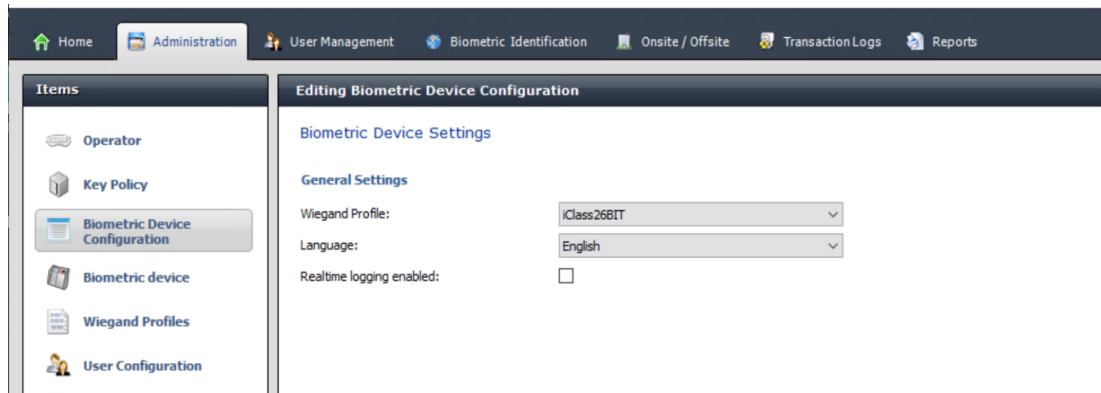 Home Administration User Management Biometric Identification Onsite / Offsite Transaction Logs Reports
Items
Operator
Key Policy
Biometric Device
Configuration
Biometric device
Wiegand Profiles
User Configuration
Editing Biometric Device Configuration
Biometric Device Settings
General Settings
Wiegand Profile: iClass26BIT
Language: English
Realtime logging enabled: